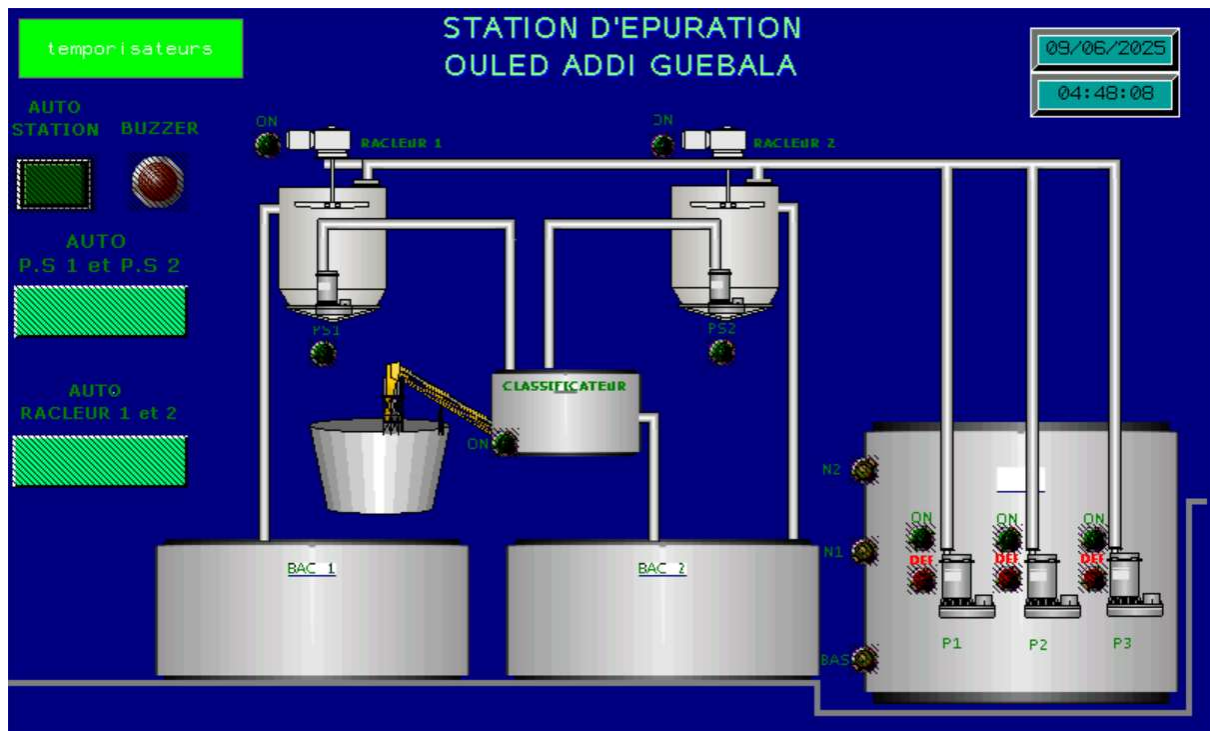 temporisateurs
STATION D'EPURATION
OULED ADDI GUEBALA
09/06/2025
04:48:08
AUTO
STATION
BUZZER
ON
RACLEUR 1
ON
RACLEUR 2
AUTO
P.S 1 et P.S 2
PS1
PS2
AUTO
RACLEUR 1 et 2
CLASSIFICATEUR
ON
N2
ON
ON
ON
N1
DEF
DEF
DEF
BAC 1
BAC 2
BAS
P1
P2
P3